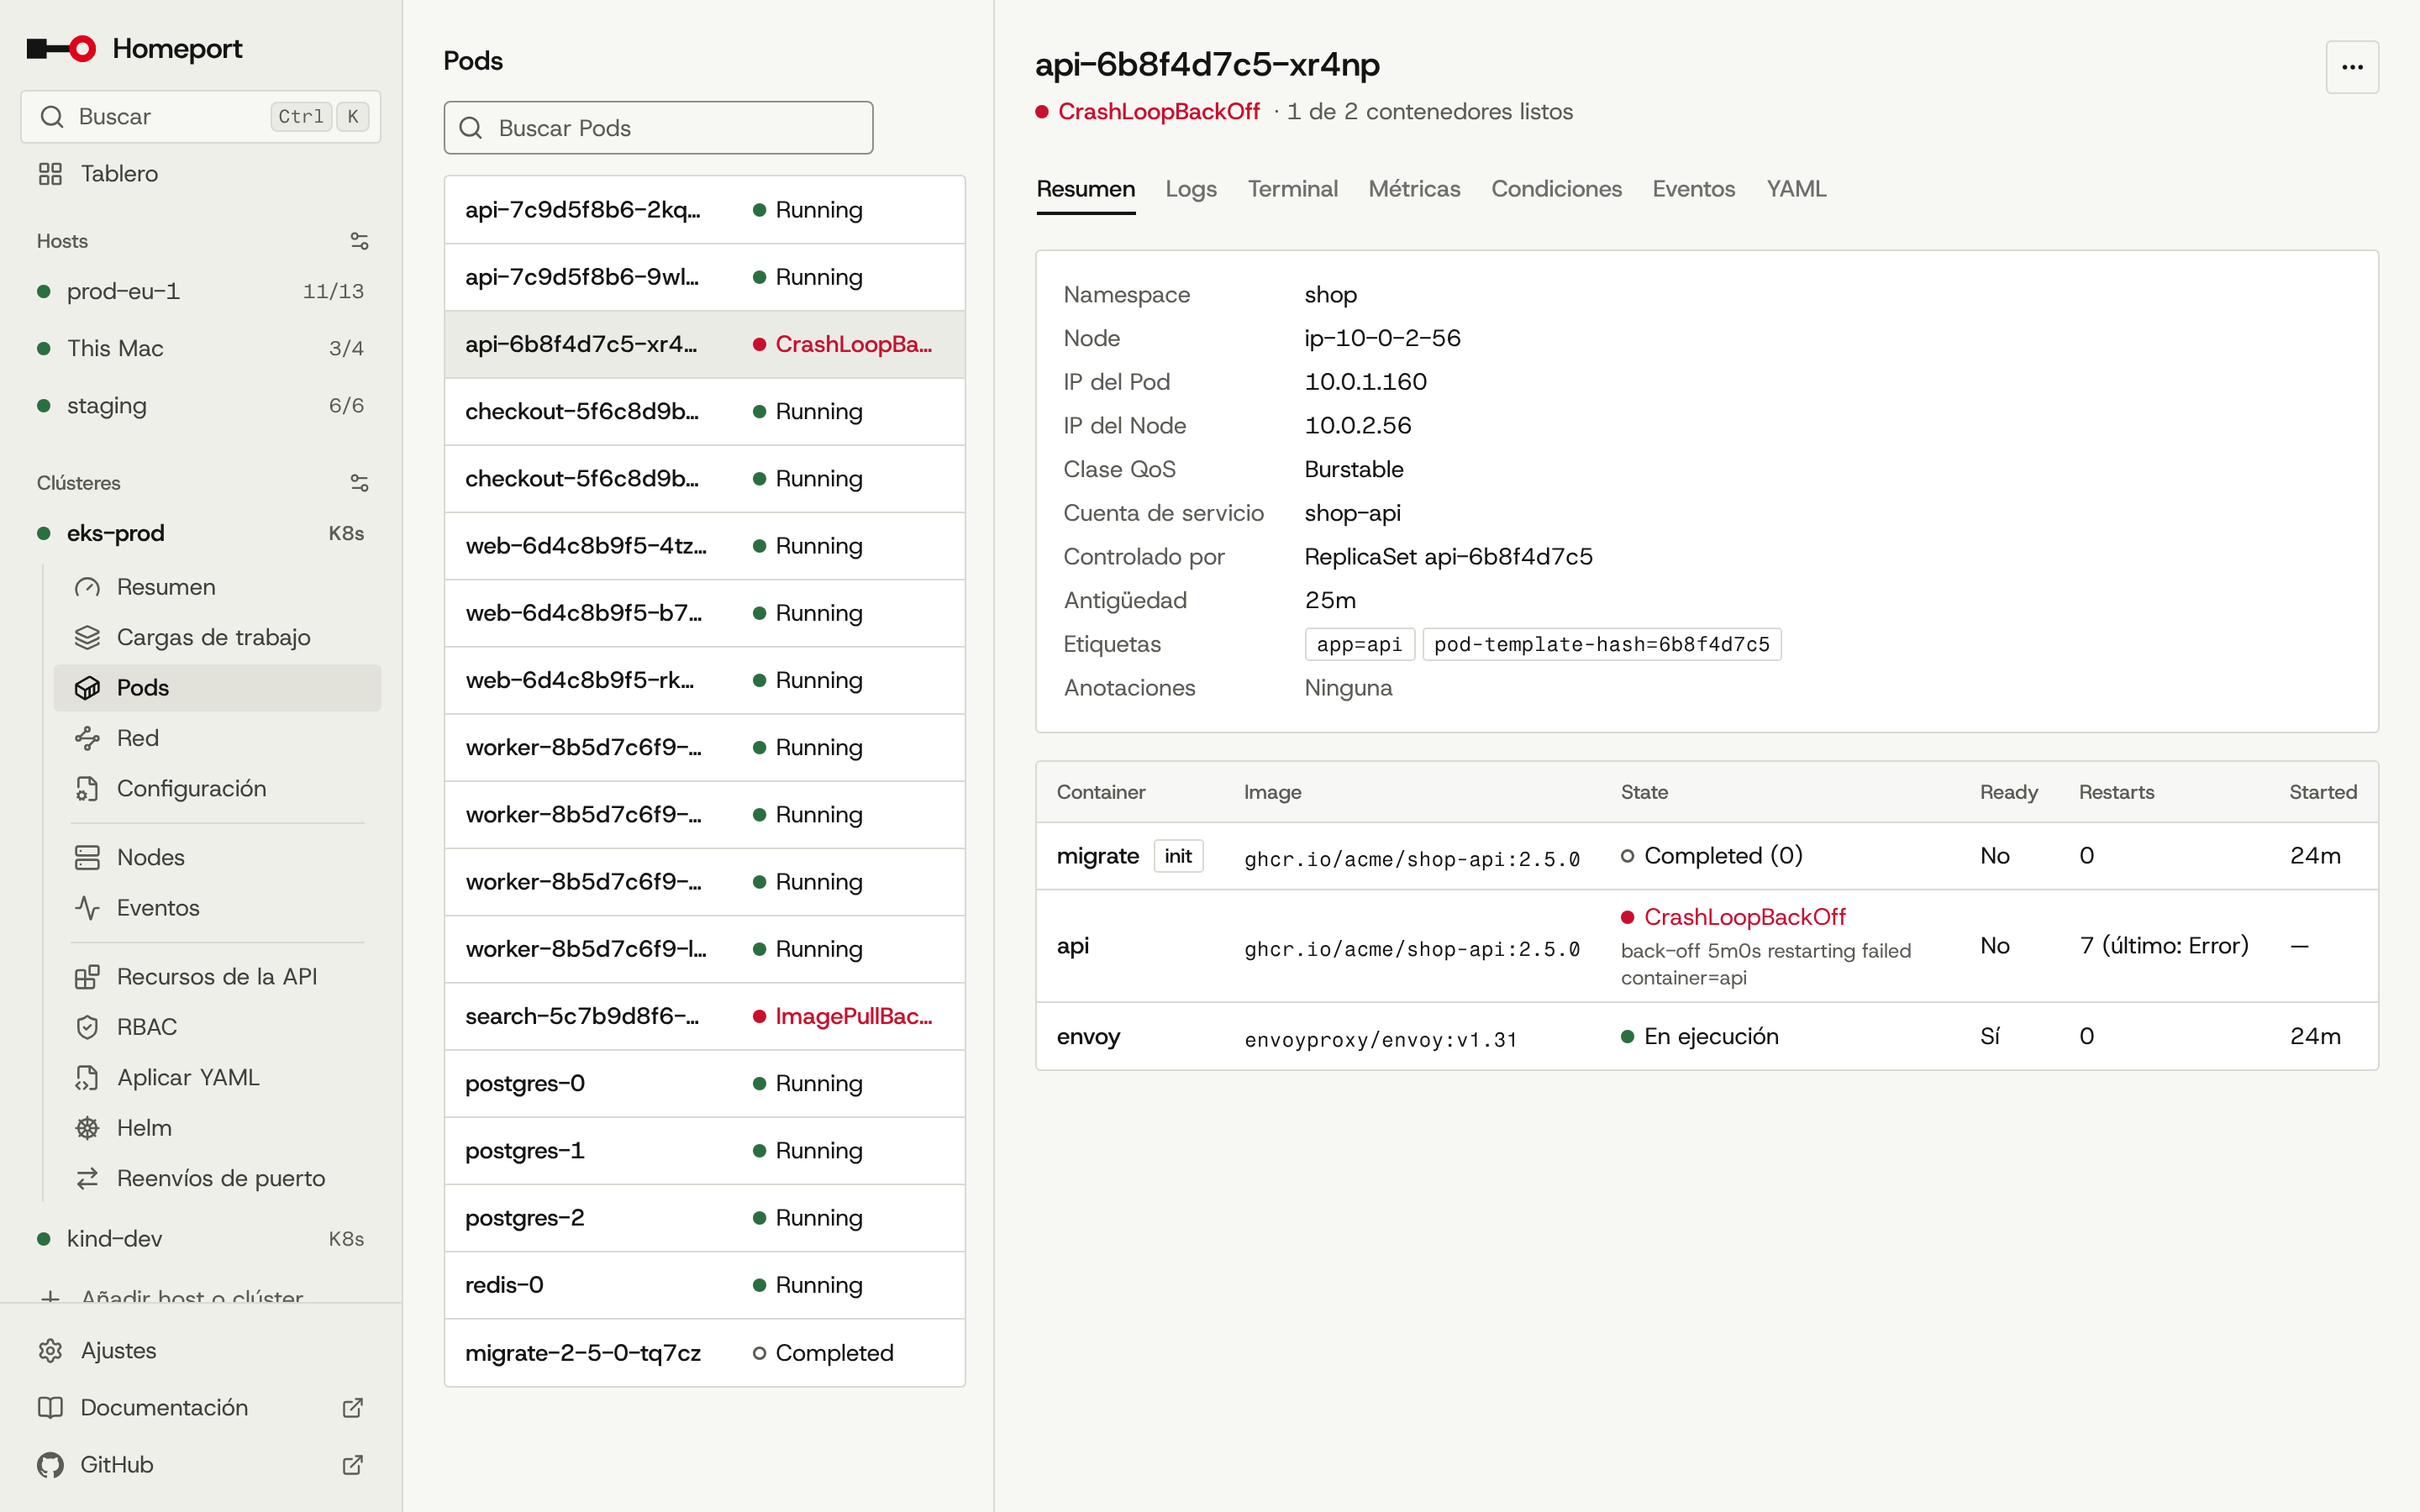 Homeport
Buscar Ctrl K
Tablero
Hosts
prod-eu-1 11/13
This Mac 3/4
staging 6/6
Clústeres
eks-prod K8s
Resumen
Cargas de trabajo
Pods
Red
Configuración
Nodes
Eventos
Recursos de la API
RBAC
Aplicar YAML
Helm
Reenvíos de puerto
kind-dev K8s
Añadir host o clúster
Ajustes
Documentación
GitHub
Pods
Buscar Pods
api-7c9d5f8b6-2kq... Running
api-7c9d5f8b6-9wl... Running
api-6b8f4d7c5-xr4... CrashLoopBa...
checkout-5f6c8d9b... Running
checkout-5f6c8d9b... Running
web-6d4c8b9f5-4tz... Running
web-6d4c8b9f5-b7... Running
web-6d4c8b9f5-rk... Running
worker-8b5d7c6f9-... Running
worker-8b5d7c6f9-... Running
worker-8b5d7c6f9-... Running
worker-8b5d7c6f9-l... Running
search-5c7b9d8f6-... ImagePullBac...
postgres-0 Running
postgres-1 Running
postgres-2 Running
redis-0 Running
migrate-2-5-0-tq7cz Completed
api-6b8f4d7c5-xr4np
CrashLoopBackOff · 1 de 2 contenedores listos
Resumen Logs Terminal Métricas Condiciones Eventos YAML
Namespace shop
Node ip-10-0-2-56
IP del Pod 10.0.1.160
IP del Node 10.0.2.56
Clase QoS Burstable
Cuenta de servicio shop-api
Controlado por ReplicaSet api-6b8f4d7c5
Antigüedad 25m
Etiquetas app=api pod-template-hash=6b8f4d7c5
Anotaciones Ninguna
Container Image State Ready Restarts Started
migrate init ghcr.io/acme/shop-api:2.5.0 Completed (0) No 0 24m
api ghcr.io/acme/shop-api:2.5.0 CrashLoopBackOff No 7 (último: Error) —
back-off 5m0s restarting failed
container=api
envoy envoyproxy/envoy:v1.31 En ejecución Sí 0 24m